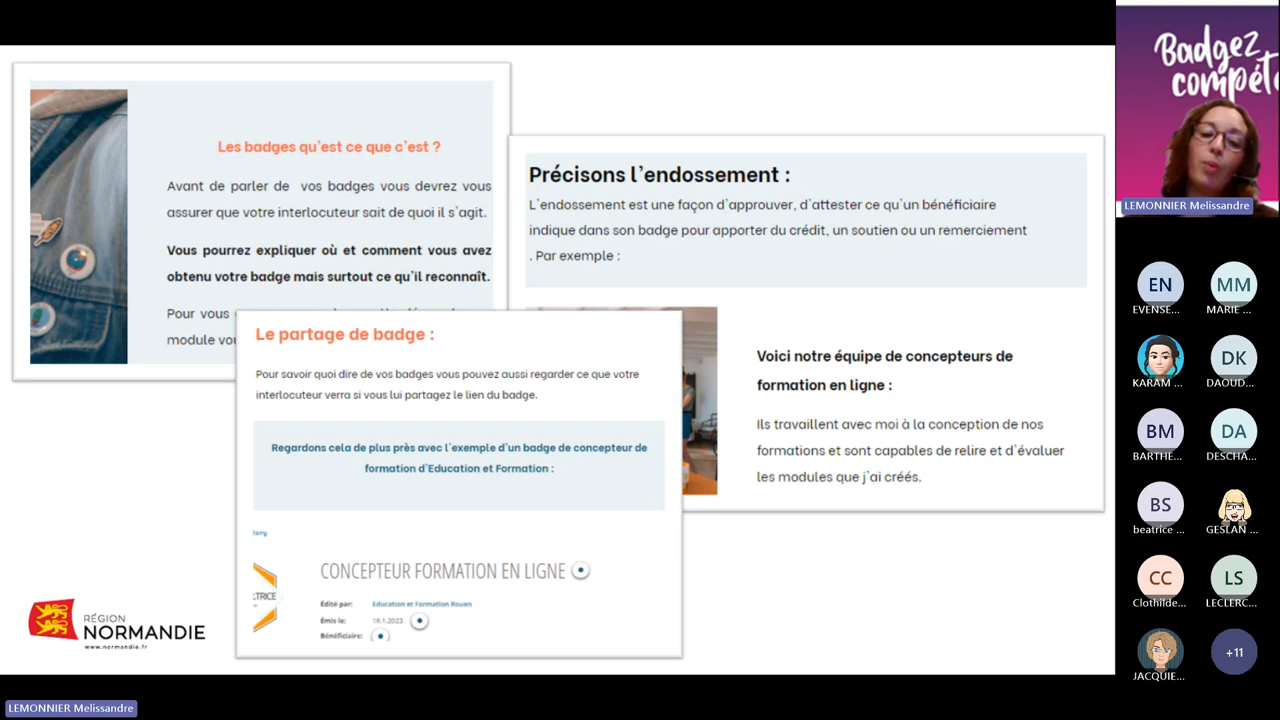 Les badges qu'est ce que c'est ?
Avant de parler de vos badges vous devrez vous
assurer que votre interlocuteur sait de quoi il s'agit.
Vous pourrez expliquer où et comment vous avez
obtenu votre badge mais surtout ce qu'il reconnaît.
Pour vous
module
Précisons l'endossement :
L'endossement est une façon d'approuver, d'attester ce qu'un bénéficiaire
indique dans son badge pour apporter du crédit, un soutien ou un remerciement
. Par exemple :
Voici notre équipe de concepteurs de
formation en ligne :
Ils travaillent avec moi à la conception de nos
formations et sont capables de relire et d'évaluer
les modules que j'ai créés.
Le partage de badge :
Pour savoir quoi dire de vos badges vous pouvez aussi regarder ce que votre
interlocuteur verra si vous lui partagez le lien du badge.
Regardons cela de plus près avec l'exemple d'un badge de concepteur de
formation d'Education et Formation :
CONCEPTEUR FORMATION EN LIGNE
Édité par: Education et Formation Rouen
Émis le: 16.1.2023
Bénéficiaire:
RÉGION
NORMANDIE
www.normandie.fr
Badgez
compéte
LEMONNIER Melissandre
EN MM
EVENSE... MARIE ...
DK
KARAM ... DAOUD...
BM DA
BARTHE... DESCHA...
BS
beatrice ... GESLAN ...
CC LS
Clothilde... LECLERC...
+11
JACQUIE...
LEMONNIER Melissandre